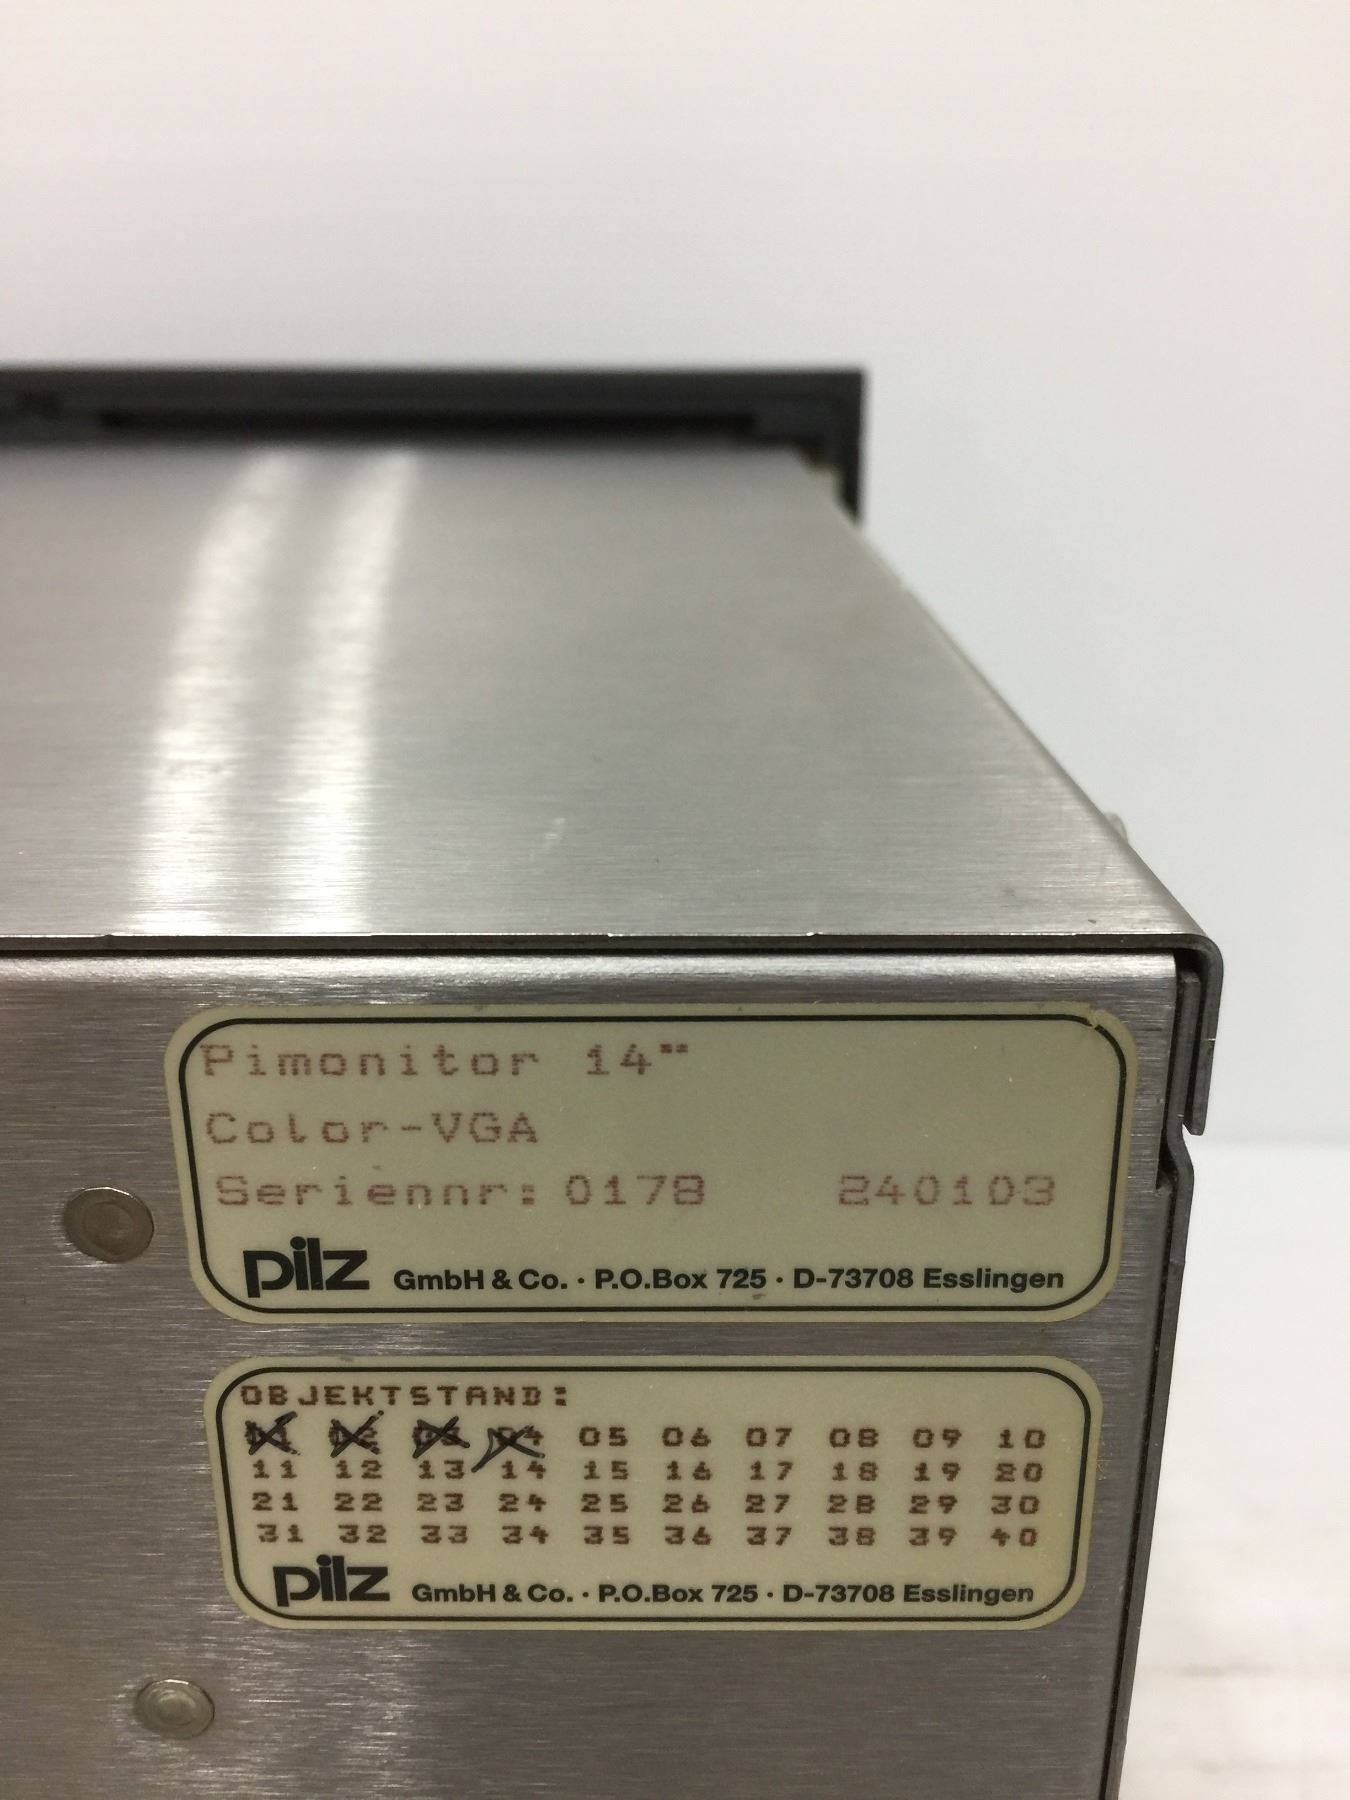 Pimonitor 14"
Color-VGA
Seriennr: 0178 240103
pilz GmbH & Co. · P.O.Box 725 · D-73708 Esslingen
OBJEKTSTAND:
01 02 03 04 05 06 07 08 09 10
11 12 13 14 15 16 17 18 19 20
21 22 23 24 25 26 27 28 29 30
31 32 33 34 35 36 37 38 39 40
pilz GmbH & Co. · P.O.Box 725 · D-73708 Esslingen